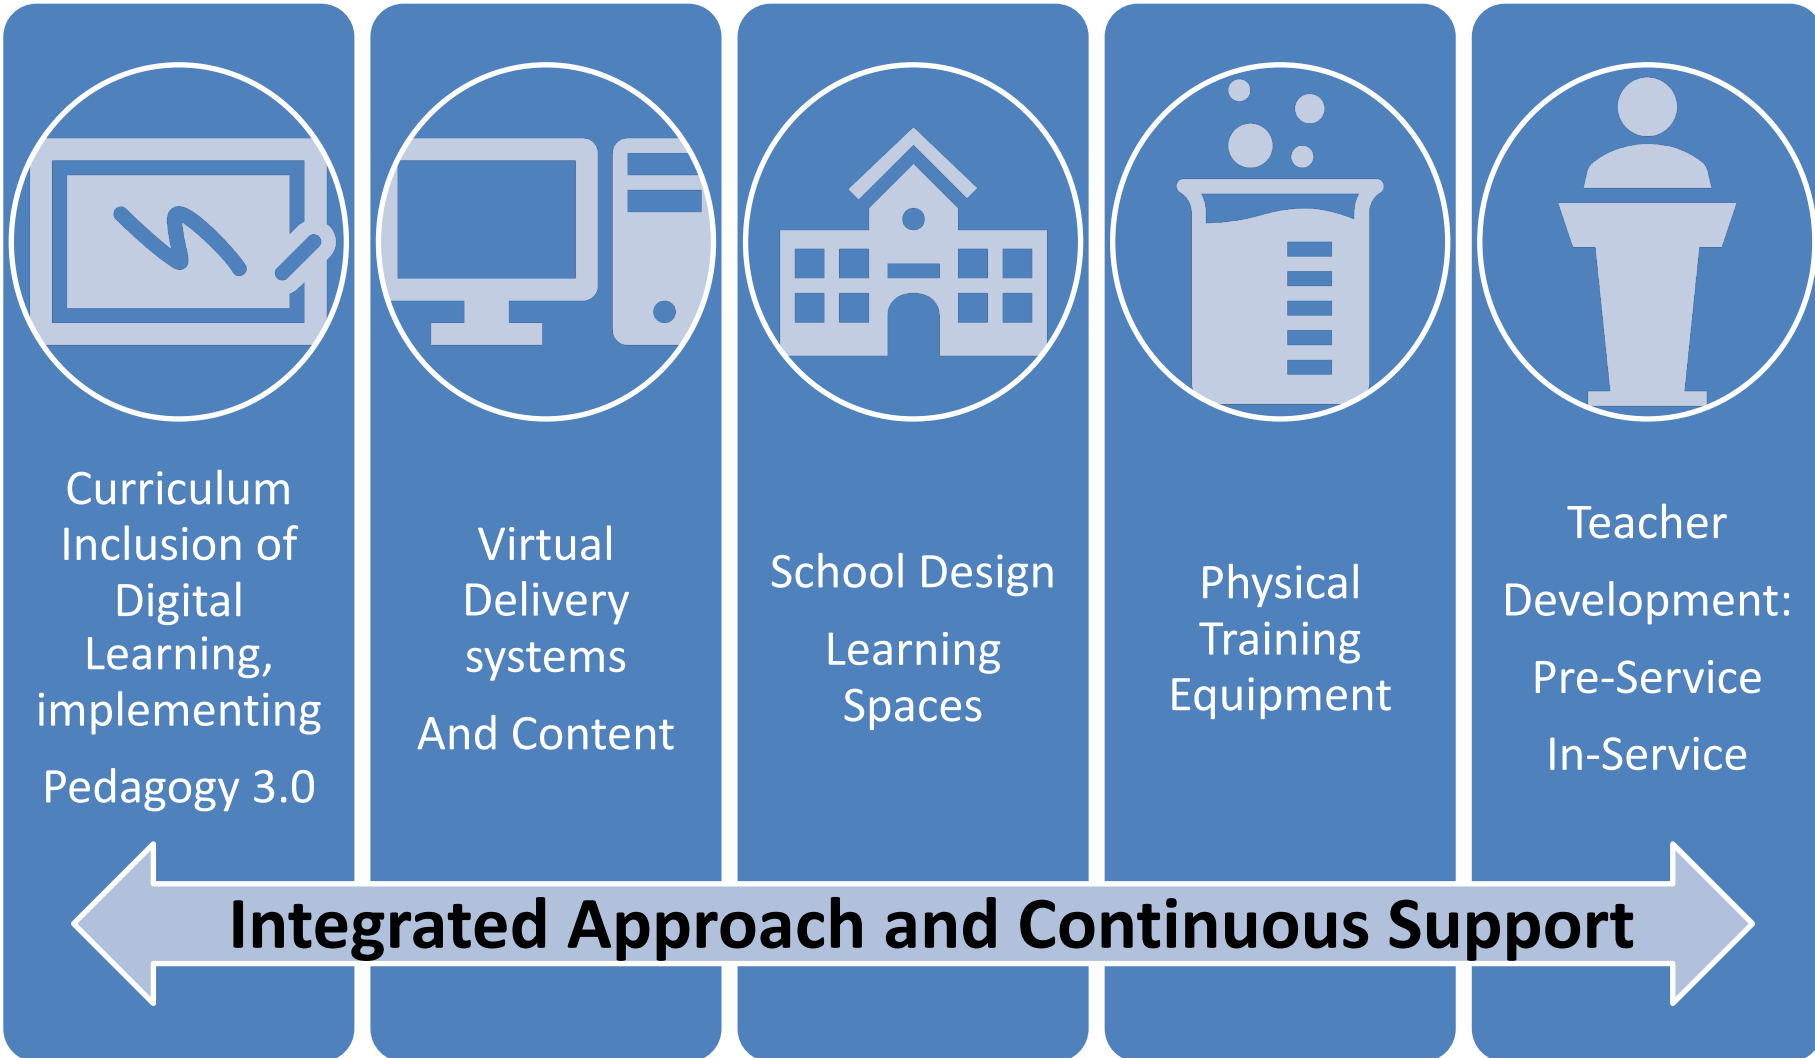 Curriculum
Inclusion of
Digital
Learning,
implementing
Pedagogy 3.0
Virtual
Delivery
systems
And Content
School Design
Learning
Spaces
Physical
Training
Equipment
Teacher
Development:
Pre-Service
In-Service
Integrated Approach and Continuous Support